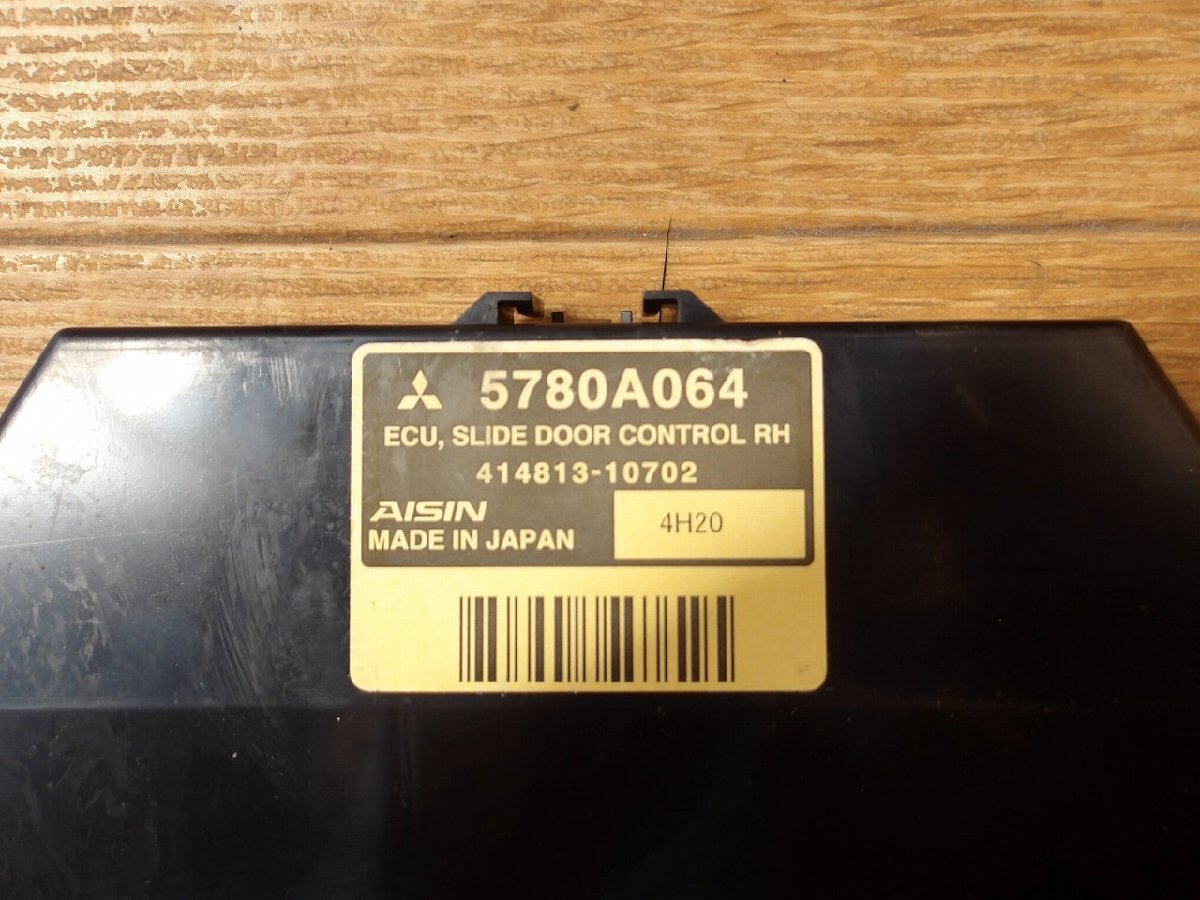 5780A064
ECU, SLIDE DOOR CONTROL RH
414813-10702
AISIN
4H20
MADE IN JAPAN